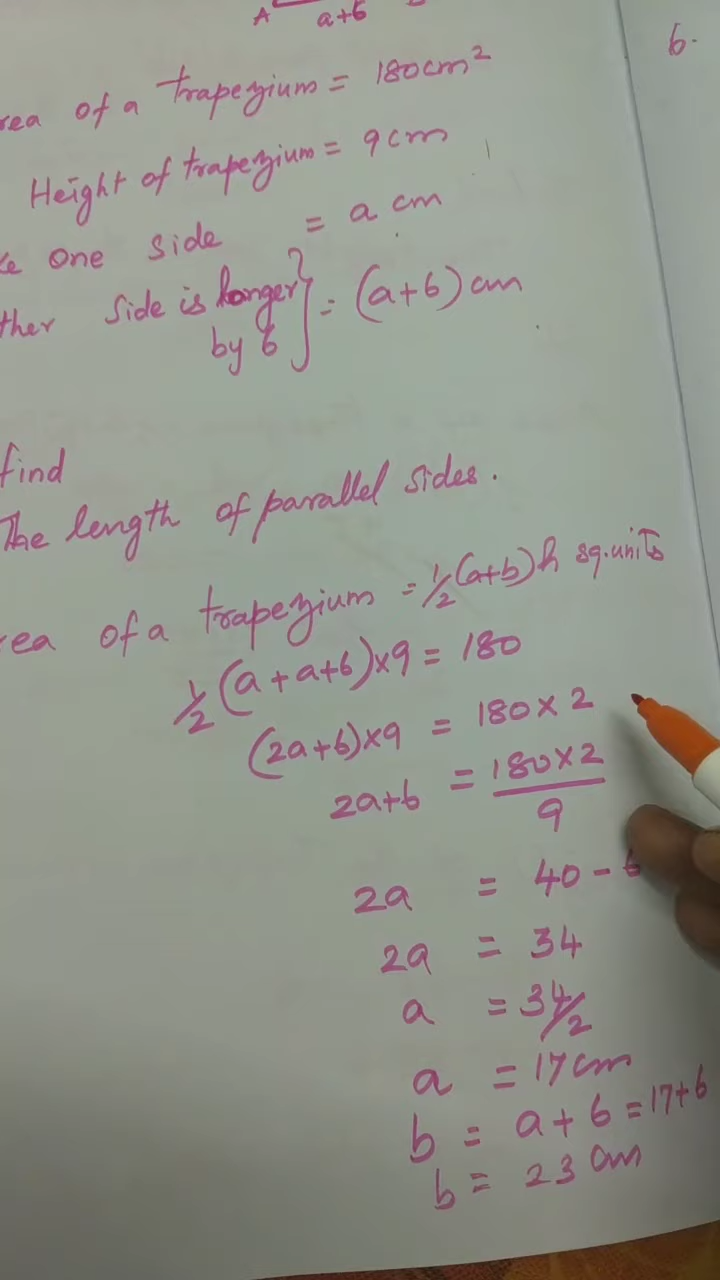 A a+6
6.
rea of a trapezium = 180cm²
Height of trapezium = 9cm
ke one side = a cm
ther side is longer by 6 } = (a+6) cm
find
The length of parallel sides.
rea of a trapezium = 1/2 (a+b) h sq.units
1/2 (a + a+6) x 9 = 180
(2a+6) x 9 = 180 x 2
2a+6 = 180 x 2 / 9
2a = 40 - 6
2a = 34
a = 34/2
a = 17 cm
b = a + 6 = 17+6
b = 23 cm